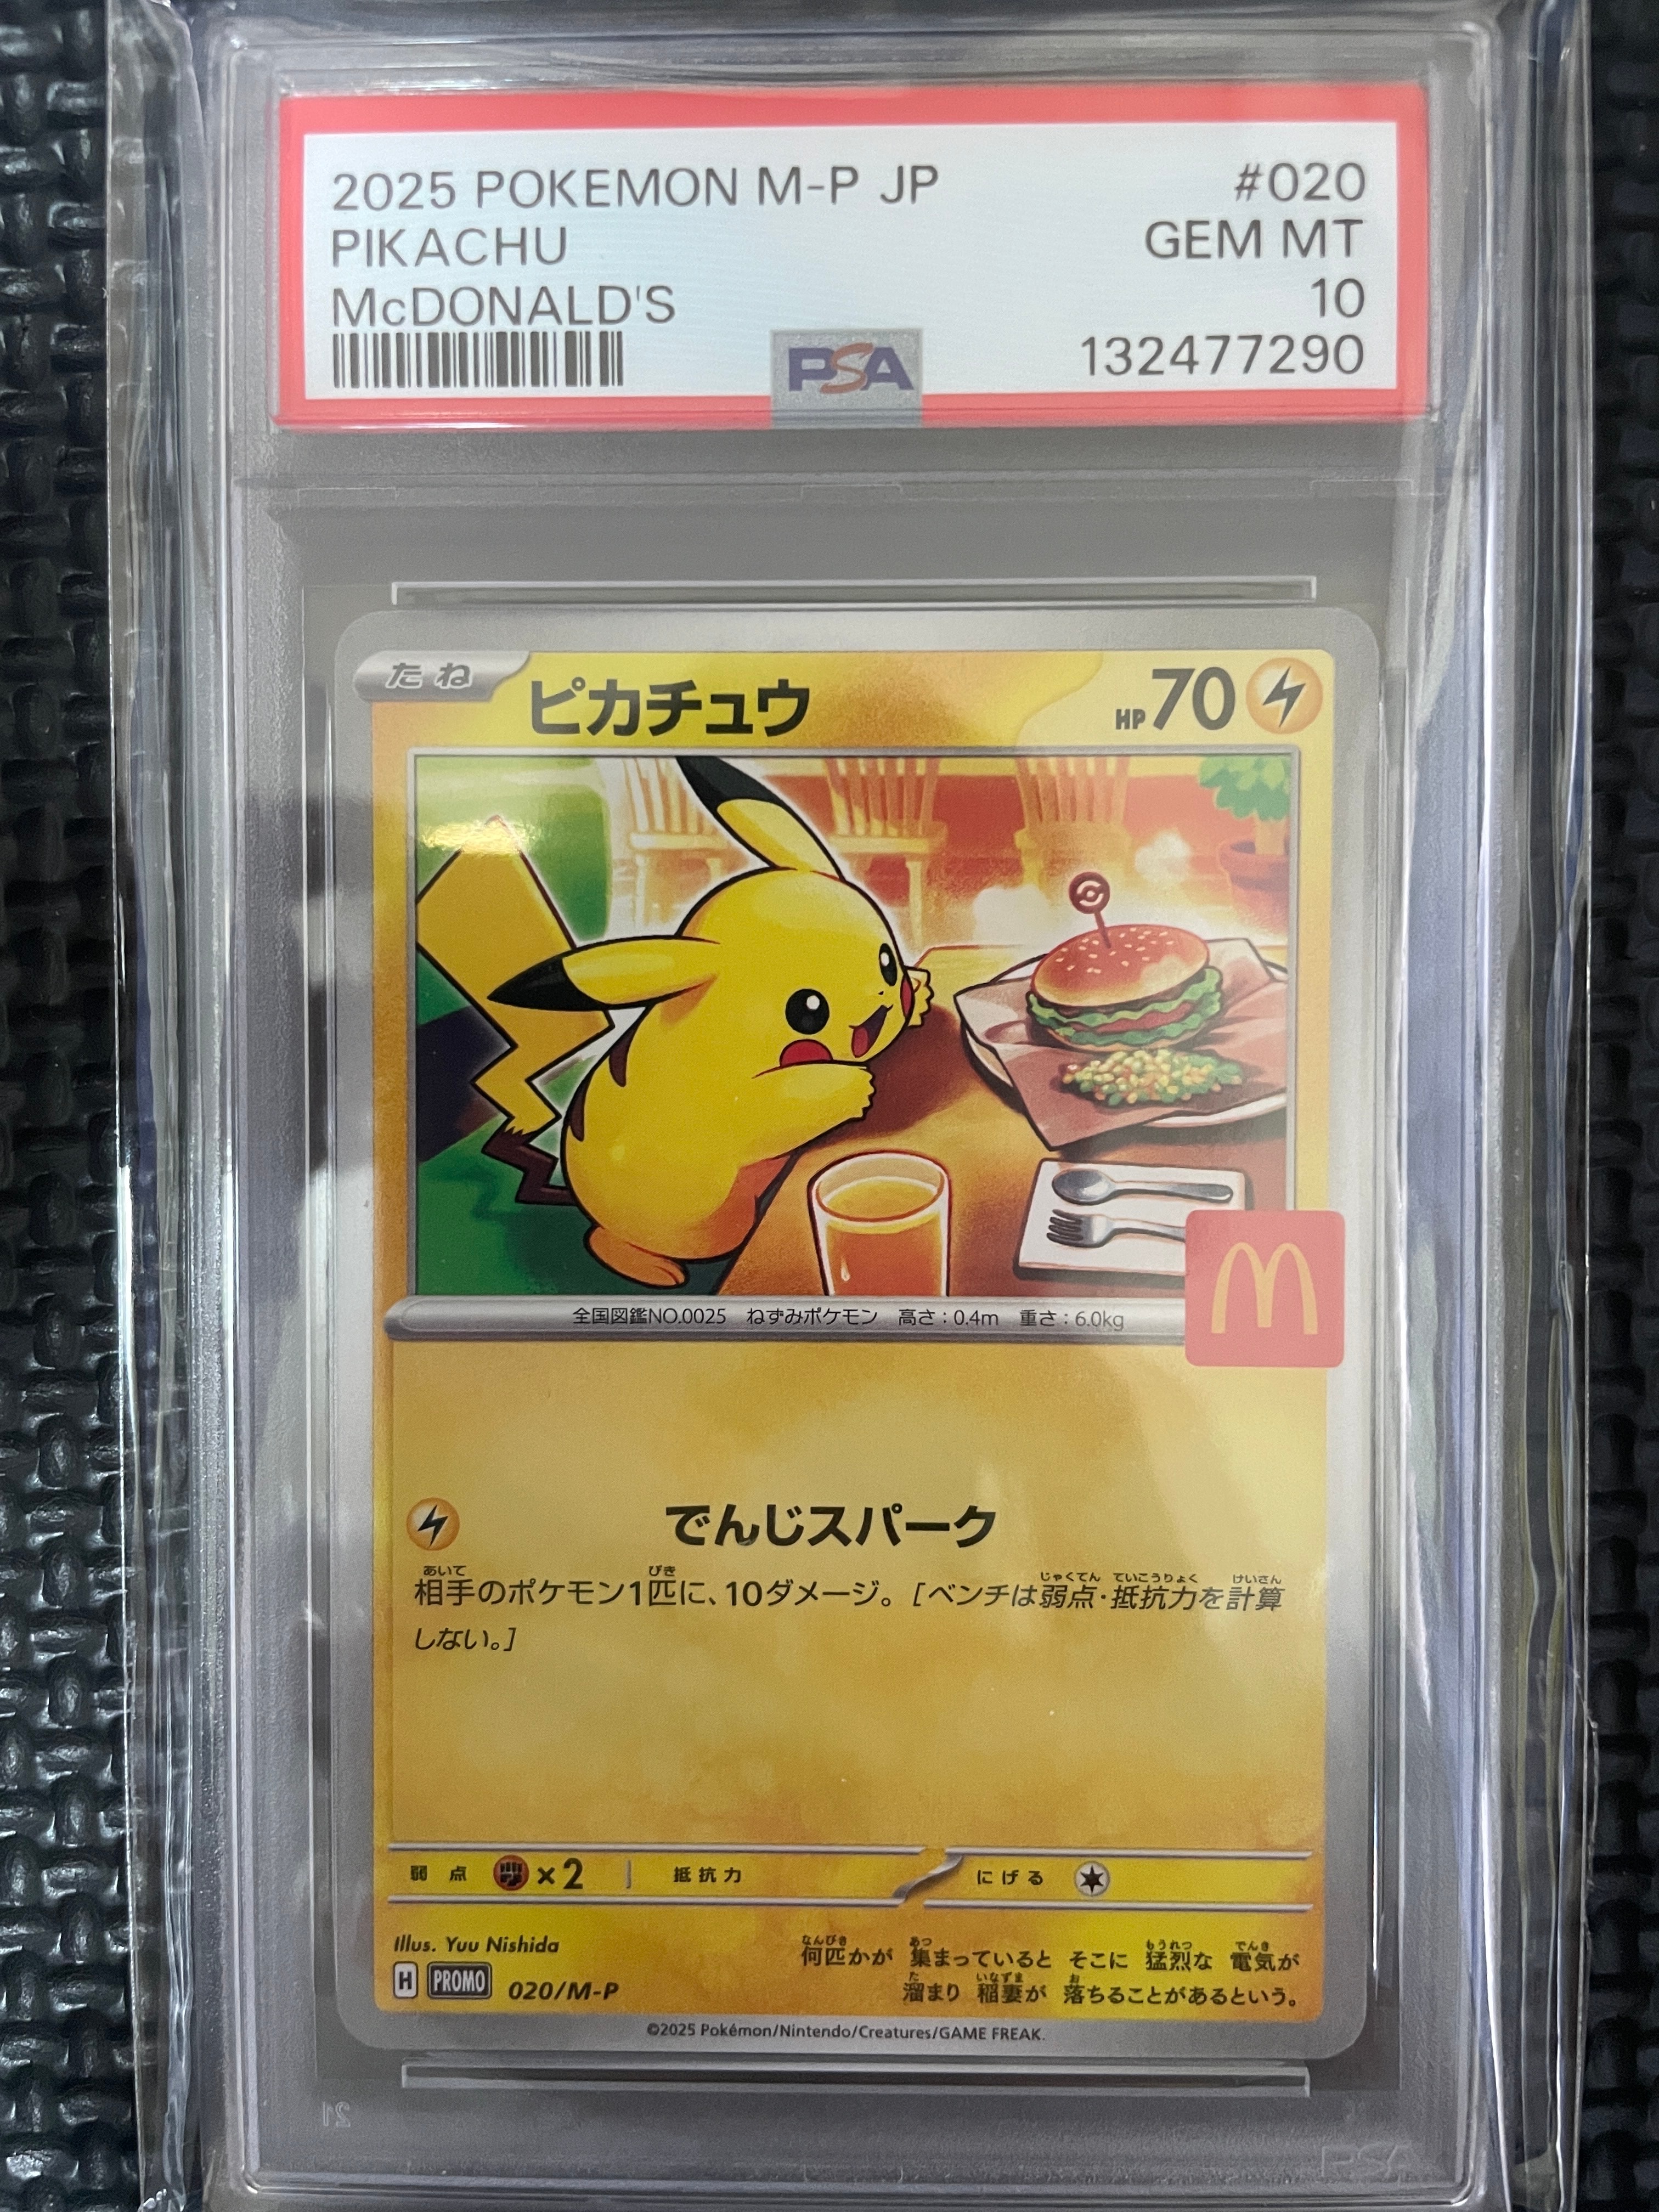 2025 POKEMON M-P JP #020
PIKACHU GEM MT
McDONALD'S 10
PSA 132477290
たね ピカチュウ HP70
全国図鑑NO.0025 ねずみポケモン 高さ:0.4m 重さ:6.0kg
M
でんじスパーク
相手のポケモン1匹に、10ダメージ。[ベンチは弱点・抵抗力を計算
しない。]
弱点 ×2 抵抗力 にげる
Illus. Yuu Nishida
H PROMO 020/M-P
何匹かが 集まっていると そこに 猛烈な 電気が
溜まり 稲妻が 落ちることがあるという。
©2025 Pokémon/Nintendo/Creatures/GAME FREAK.
21
PSA